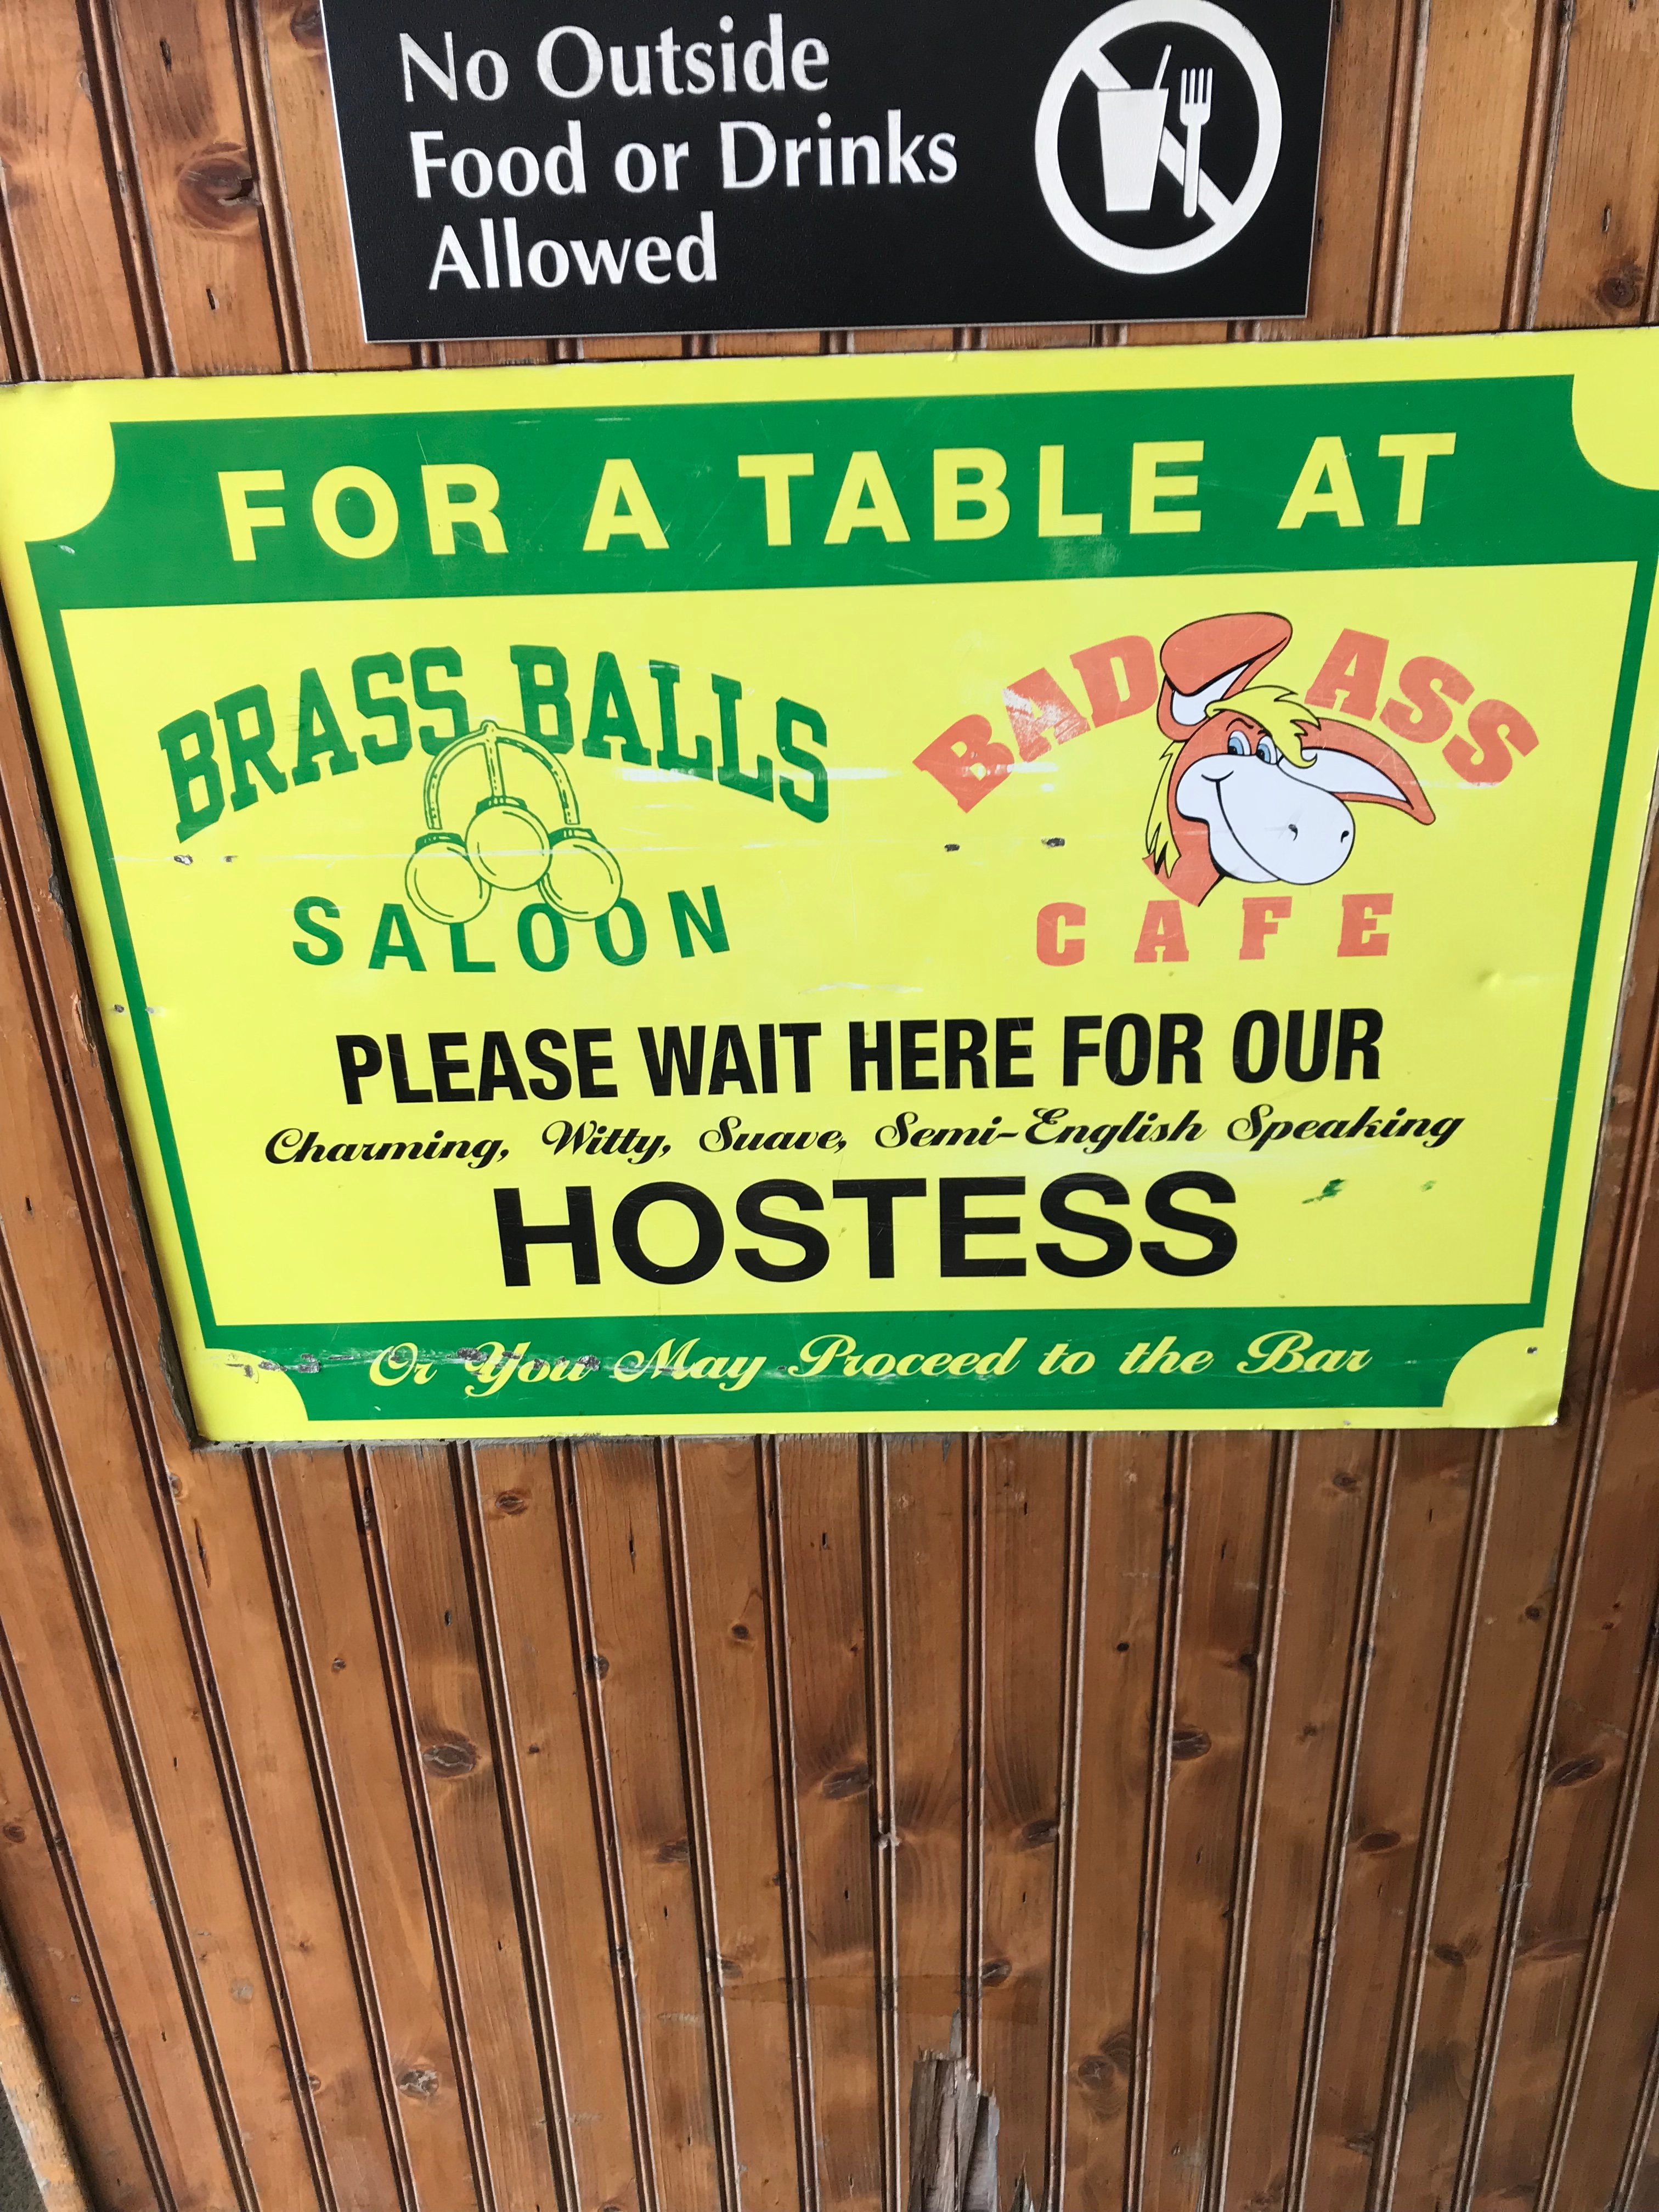 No Outside
Food or Drinks
Allowed
FOR A TABLE AT
BRASS BALLS
SALOON
BAD ASS
CAFE
PLEASE WAIT HERE FOR OUR
Charming, Witty, Suave, Semi-English Speaking
HOSTESS
Or You May Proceed to the Bar